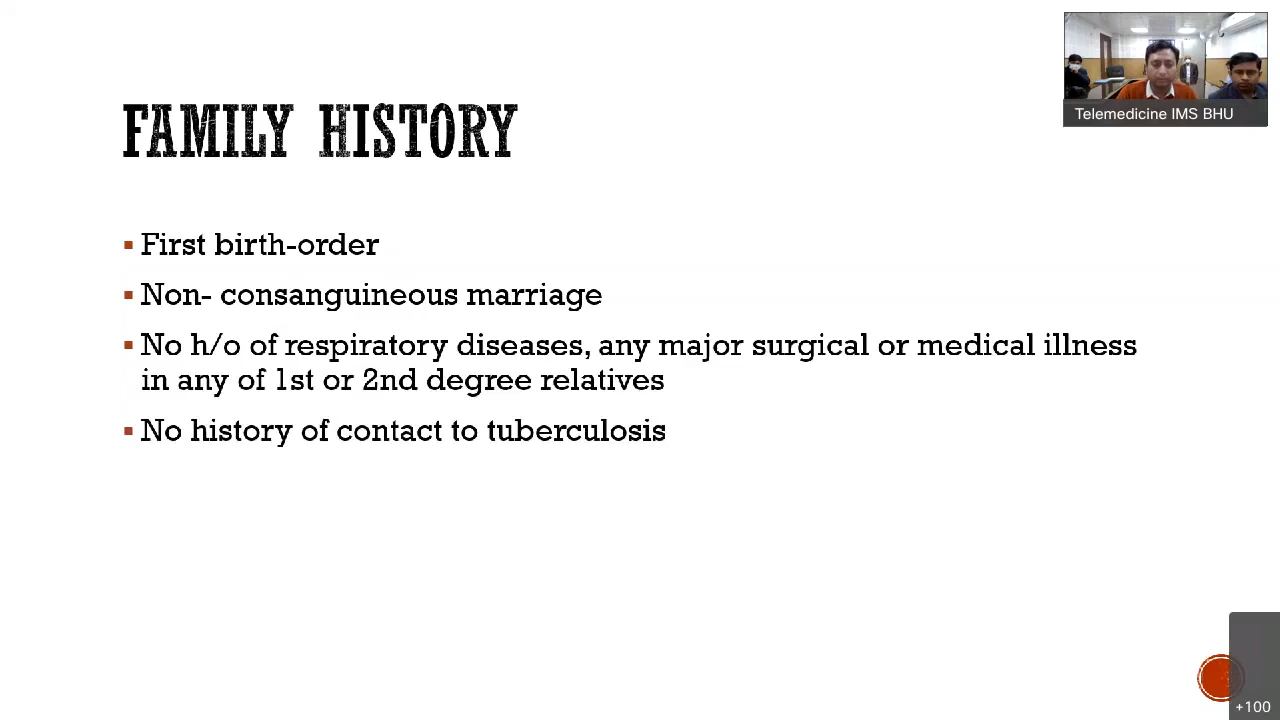 Telemedicine IMS BHU
FAMILY HISTORY
First birth-order
Non- consanguineous marriage
No h/o of respiratory diseases, any major surgical or medical illness
in any of 1st or 2nd degree relatives
No history of contact to tuberculosis
+100